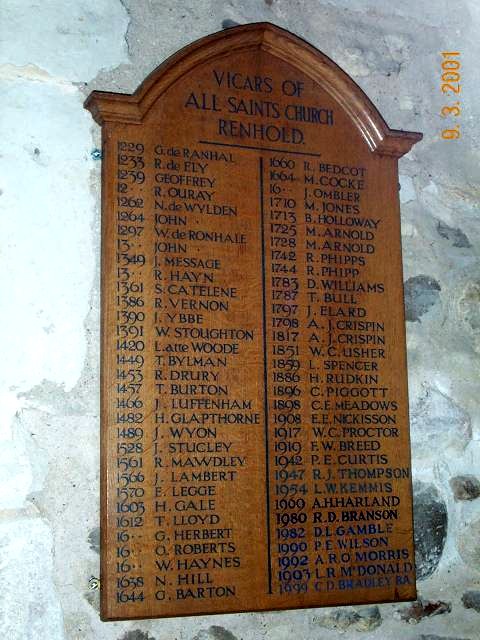 VICARS OF
ALL SAINTS CHURCH
RENHOLD.
1229 G. de RANHAL
1233 R. de ELY
1239 GEOFFREY
12·· R. OURAY
1262 N. de WYLDEN
1264 JOHN
1297 W. de RONHALE
13·· JOHN
1349 J. MESSAGE
13·· R. HAYN
1361 S. CATELENE
1386 R. VERNON
1390 J. YBBE
1391 W. STOUGHTON
1420 L. atte WOODE
1449 T. BYLMAN
1453 R. DRURY
1457 T. BURTON
1466 J. LUFFENHAM
1482 H. GLAPTHORNE
1489 J. WYON
1528 J. STUCLEY
1561 R. MAWDLEY
1566 J. LAMBERT
1570 E. LEGGE
1603 H. GALE
1612 T. LLOYD
16·· G. HERBERT
16·· O. ROBERTS
16·· W. HAYNES
1638 N. HILL
1644 G. BARTON
1660 R. BEDCOT
1664 M. COCKE
16·· J. OMBLER
1710 M. JONES
1713 B. HOLLOWAY
1725 M. ARNOLD
1728 M. ARNOLD
1742 R. PHIPPS
1744 R. PHIPP
1783 D. WILLIAMS
1787 T. BULL
1797 J. ELARD
1798 A. J. CRISPIN
1817 A. J. CRISPIN
1851 W. C. USHER
1859 L. SPENCER
1886 H. RUDKIN
1896 C. PIGGOTT
1898 C. E. MEADOWS
1908 E. E. NICKISSON
1917 W. C. PROCTOR
1919 F. W. BREED
1942 P. E. CURTIS
1947 R. J. THOMPSON
1954 L. W. KEMMIS
1960 A. H. HARLAND
1980 R. D. BRANSON
1982 D. L. GAMBLE
1990 P. E. WILSON
1992 A R O MORRIS
1993 L. R McDONALD
1999 C D. BRADLEY BA
9. 3. 2001